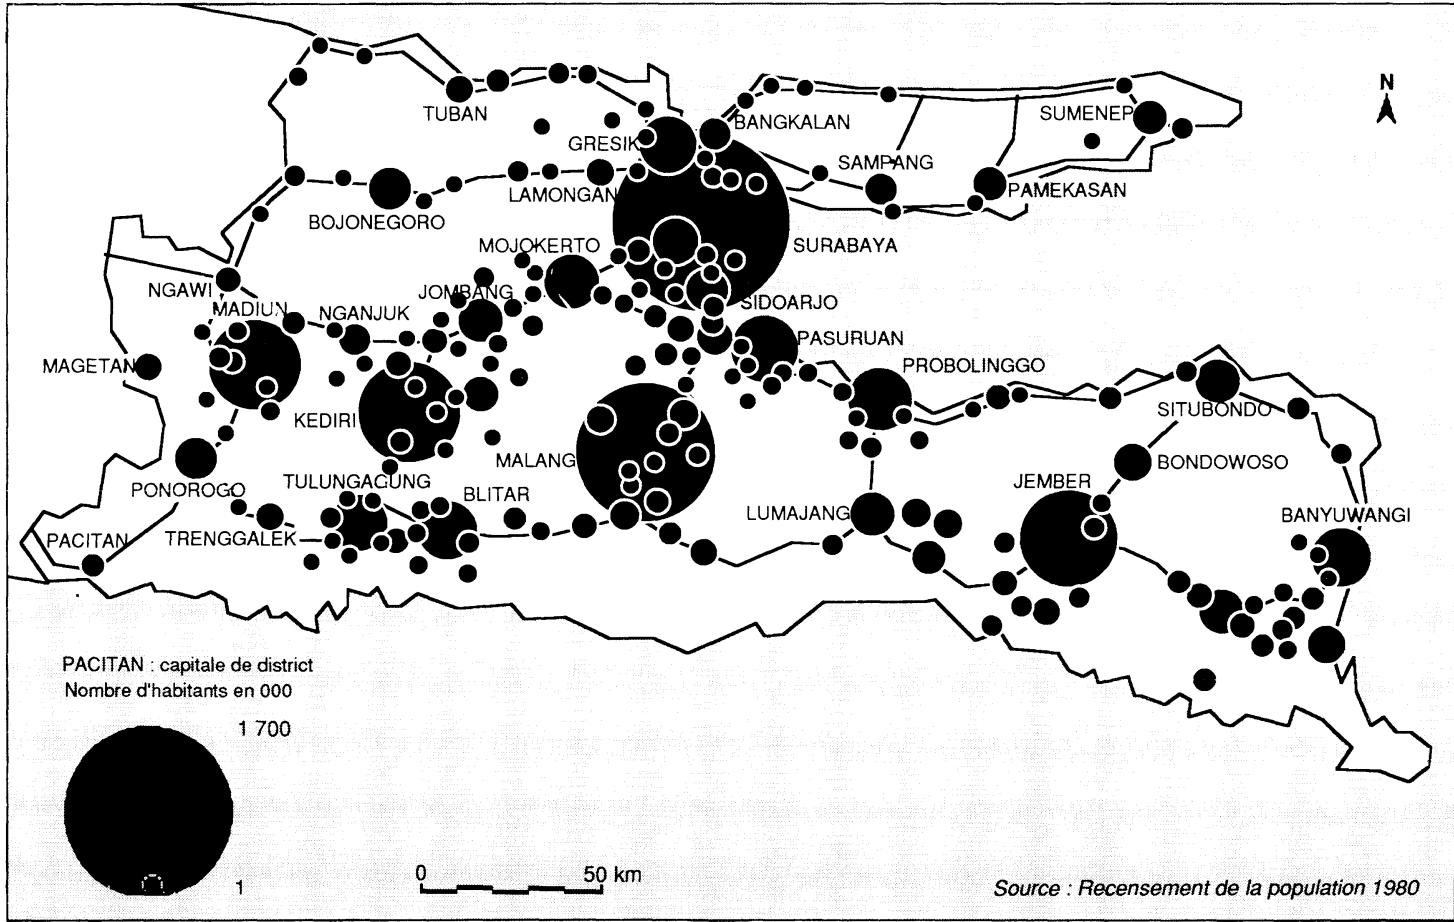 N
TUBAN
BANGKALAN
SUMENEP
GRESIK
SAMPANG
LAMONGAN
PAMEKASAN
BOJONEGORO
MOJOKERTO
SURABAYA
NGAWI
MADIUN
NGANJUK
JOMBANG
SIDOARJO
PASURUAN
MAGETAN
PROBOLINGGO
KEDIRI
SITUBONDO
MALANG
BONDOWOSO
PONOROGO
TULUNGAGUNG
BLITAR
JEMBER
LUMAJANG
BANYUWANGI
TRENGGALEK
PACITAN
PACITAN : capitale de district
Nombre d'habitants en 000
1 700
1
0 50 km
Source : Recensement de la population 1980